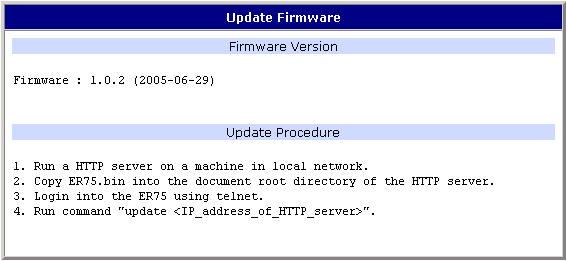 Update Firmware
Firmware Version
Firmware : 1.0.2 (2005-06-29)
Update Procedure
1. Run a HTTP server on a machine in local network.
2. Copy ER75.bin into the document root directory of the HTTP server.
3. Login into the ER75 using telnet.
4. Run command "update <IP_address_of_HTTP_server>".